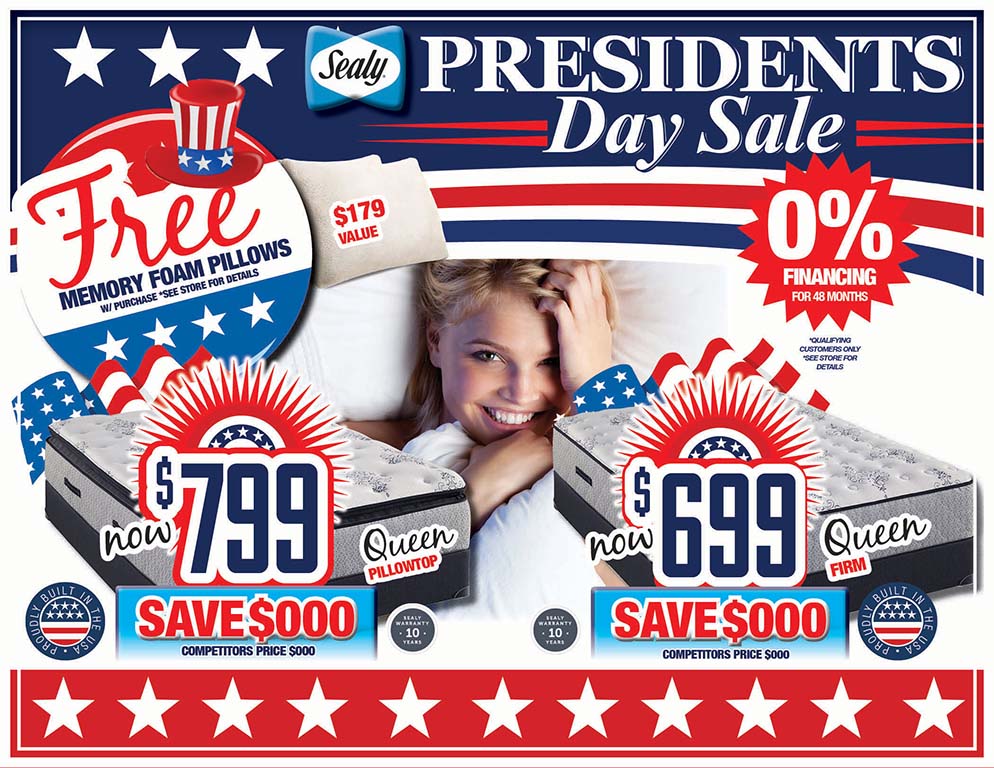 Sealy
PRESIDENTS
Day Sale
Free
MEMORY FOAM PILLOWS
W/ PURCHASE *SEE STORE FOR DETAILS
$179
VALUE
0%
FINANCING
FOR 48 MONTHS
*QUALIFYING
CUSTOMERS ONLY
*SEE STORE FOR
DETAILS
now $799
Queen
PILLOWTOP
SAVE $000
COMPETITORS PRICE $000
now $699
Queen
FIRM
SAVE $000
COMPETITORS PRICE $000
PROUDLY BUILT IN THE USA
SEALY
WARRANTY
10
YEARS
SEALY
WARRANTY
10
YEARS
PROUDLY BUILT IN THE USA